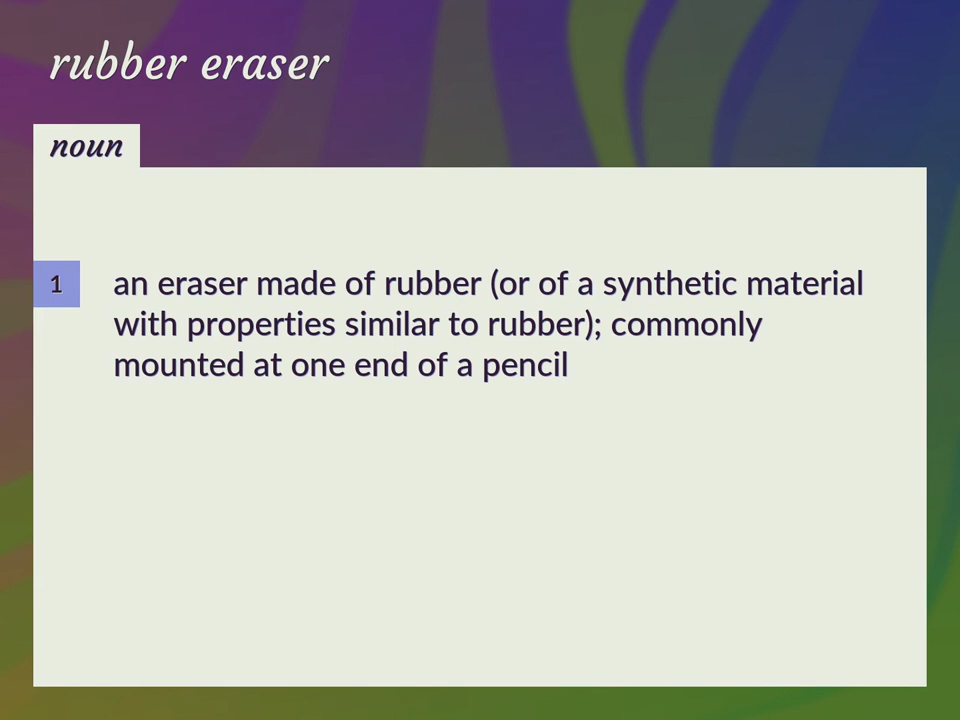 rubber eraser
noun
1
an eraser made of rubber (or of a synthetic material
with properties similar to rubber); commonly
mounted at one end of a pencil